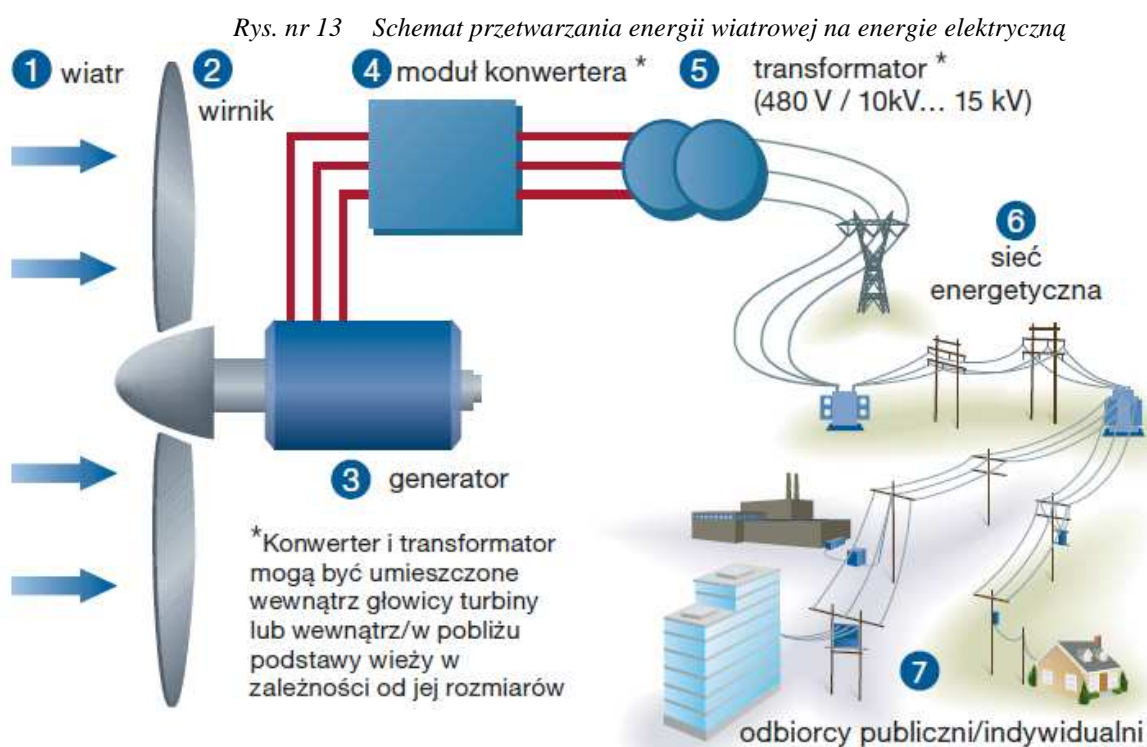 Rys. nr 13 Schemat przetwarzania energii wiatrowej na energie elektryczną
1 wiatr
2
wirnik
4 moduł konwertera *
5 transformator *
(480 V / 10kV... 15 kV)
6
sieć
energetyczna
3 generator
*Konwerter i transformator
mogą być umieszczone
wewnątrz głowicy turbiny
lub wewnątrz/w pobliżu
podstawy wieży w
zależności od jej rozmiarów
7
odbiorcy publiczni/indywidualni